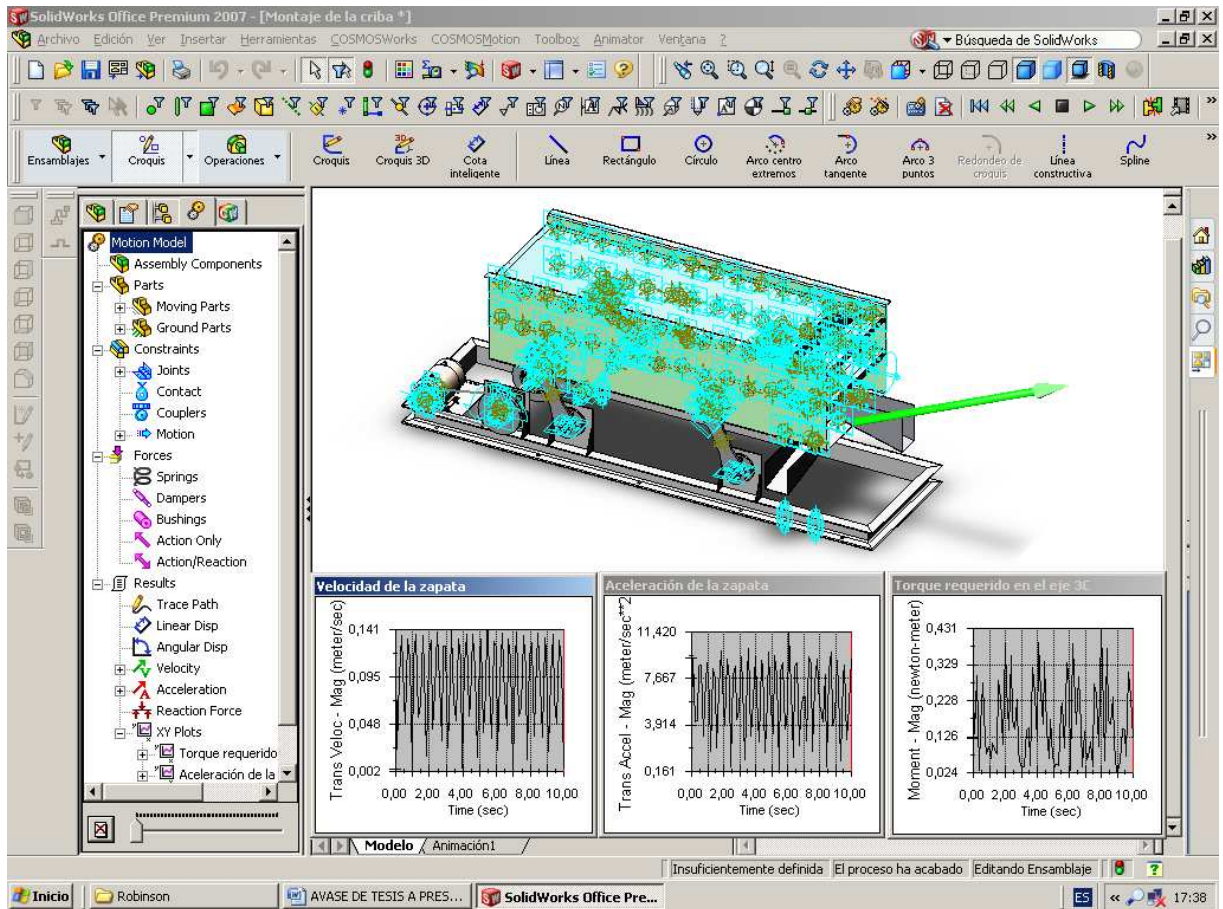 SolidWorks Office Premium 2007 - [Montaje de la criba *]
Archivo Edición Ver Insertar Herramientas COSMOSWorks COSMOSMotion Toolbox Animator Ventana ?
Búsqueda de SolidWorks
Ensamblajes Croquis Operaciones
Croquis Croquis 3D Cota inteligente Línea Rectángulo Círculo Arco centro extremos Arco tangente Arco 3 puntos Redondeo de croquis Línea constructiva Spline
Motion Model
Assembly Components
Parts
Moving Parts
Ground Parts
Constraints
Joints
Contact
Couplers
Motion
Forces
Springs
Dampers
Bushings
Action Only
Action/Reaction
Results
Trace Path
Linear Disp
Angular Disp
Velocity
Acceleration
Reaction Force
XY Plots
Torque requerido
Aceleración de la
Velocidad de la zapata
Trans Veloc - Mag (meter/sec)
0,141
0,095
0,048
0,002
0,00 2,00 4,00 6,00 8,00 10,00
Time (sec)
Aceleración de la zapata
Trans Accel - Mag (meter/sec**2
11,420
7,667
3,914
0,161
0,00 2,00 4,00 6,00 8,00 10,00
Time (sec)
Torque requerido en el eje 3C
Moment - Mag (newton-meter)
0,431
0,329
0,228
0,126
0,024
0,00 2,00 4,00 6,00 8,00 10,00
Time (sec)
Modelo Animación1
Insuficientemente definida El proceso ha acabado Editando Ensamblaje
Inicio Robinson AVASE DE TESIS A PRES... SolidWorks Office Pre... ES « 17:38